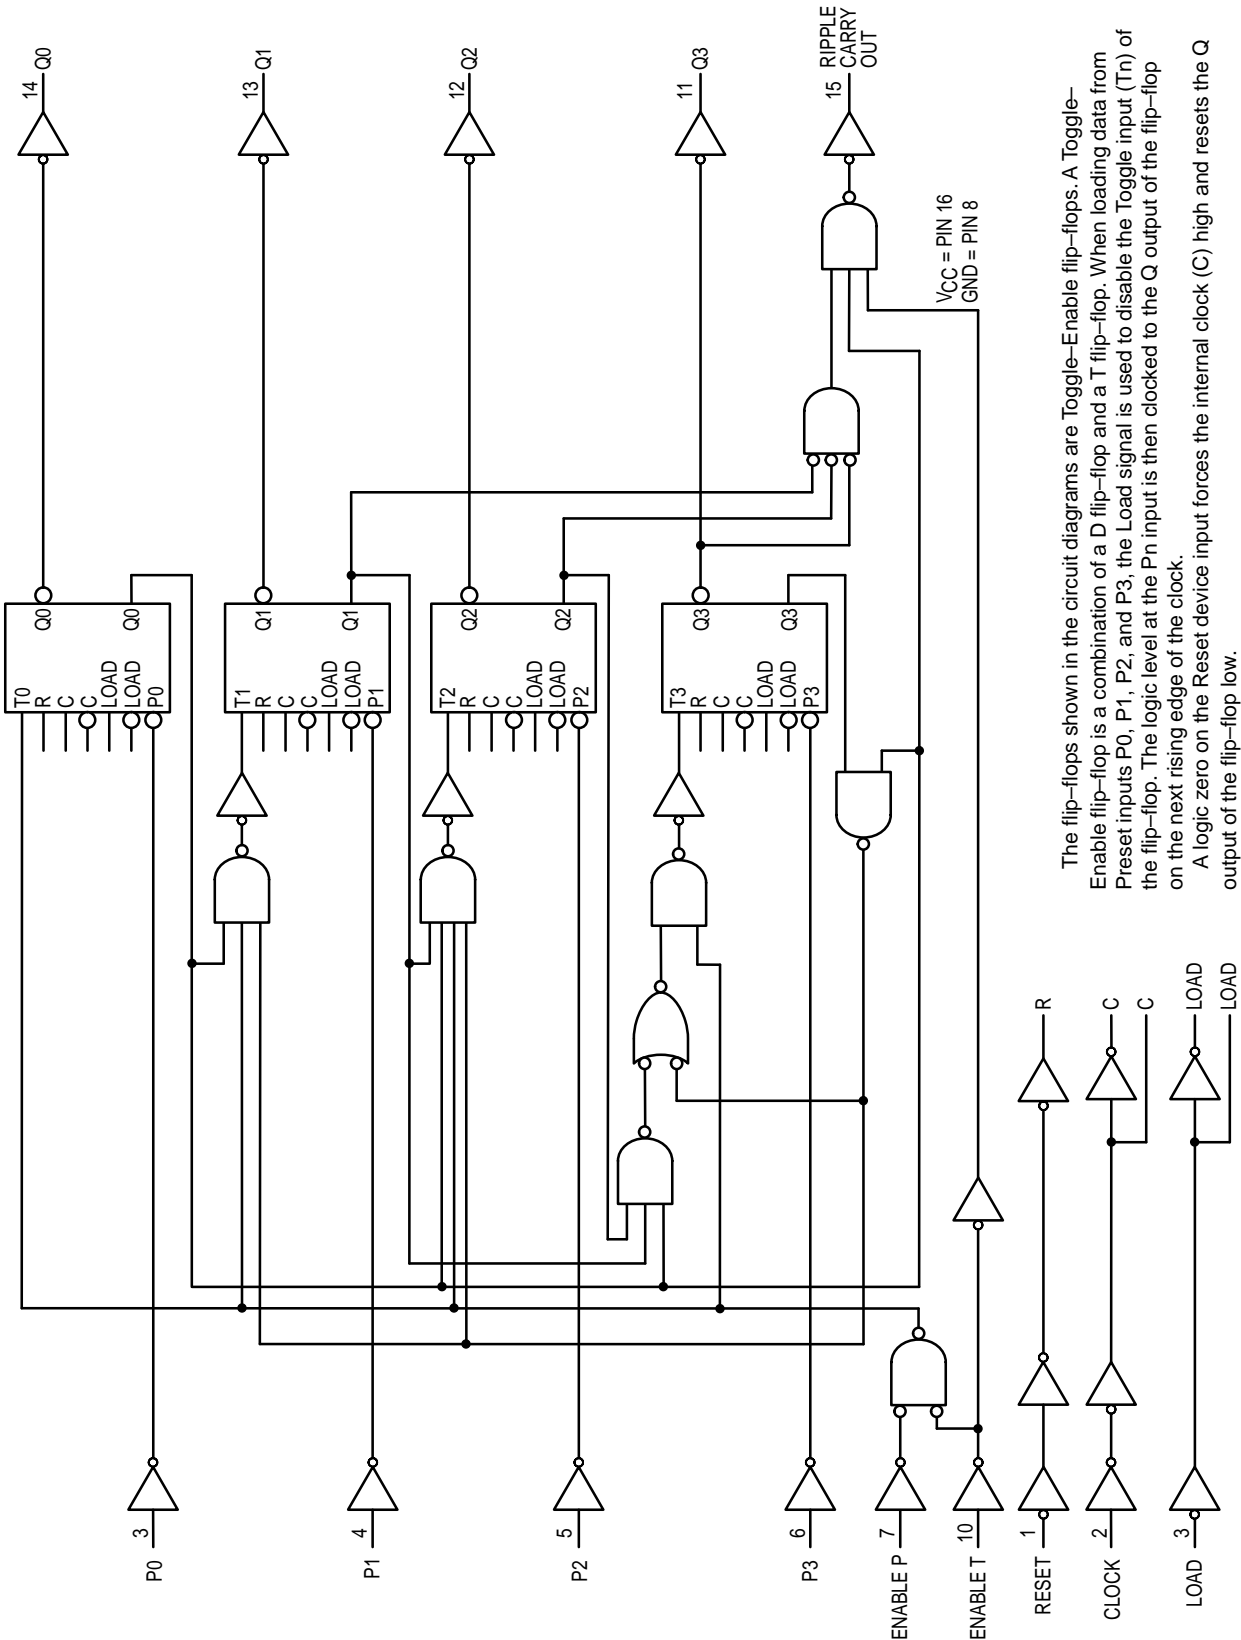 P0 3
T0
R
C
C
LOAD
LOAD
P0
Q0
Q0
14 Q0
P1 4
T1
R
C
C
LOAD
LOAD
P1
Q1
Q1
13 Q1
P2 5
T2
R
C
C
LOAD
LOAD
P2
Q2
Q2
12 Q2
P3 6
T3
R
C
C
LOAD
LOAD
P3
Q3
Q3
11 Q3
ENABLE P 7
15 RIPPLE
CARRY
OUT
ENABLE T 10
VCC = PIN 16
GND = PIN 8
RESET 1
R
CLOCK 2
C
C
LOAD 3
LOAD
LOAD
The flip–flops shown in the circuit diagrams are Toggle–Enable flip–flops. A Toggle–
Enable flip–flop is a combination of a D flip–flop and a T flip–flop. When loading data from
Preset inputs P0, P1, P2, and P3, the Load signal is used to disable the Toggle input (Tn) of
the flip–flop. The logic level at the Pn input is then clocked to the Q output of the flip–flop
on the next rising edge of the clock.
A logic zero on the Reset device input forces the internal clock (C) high and resets the Q
output of the flip–flop low.